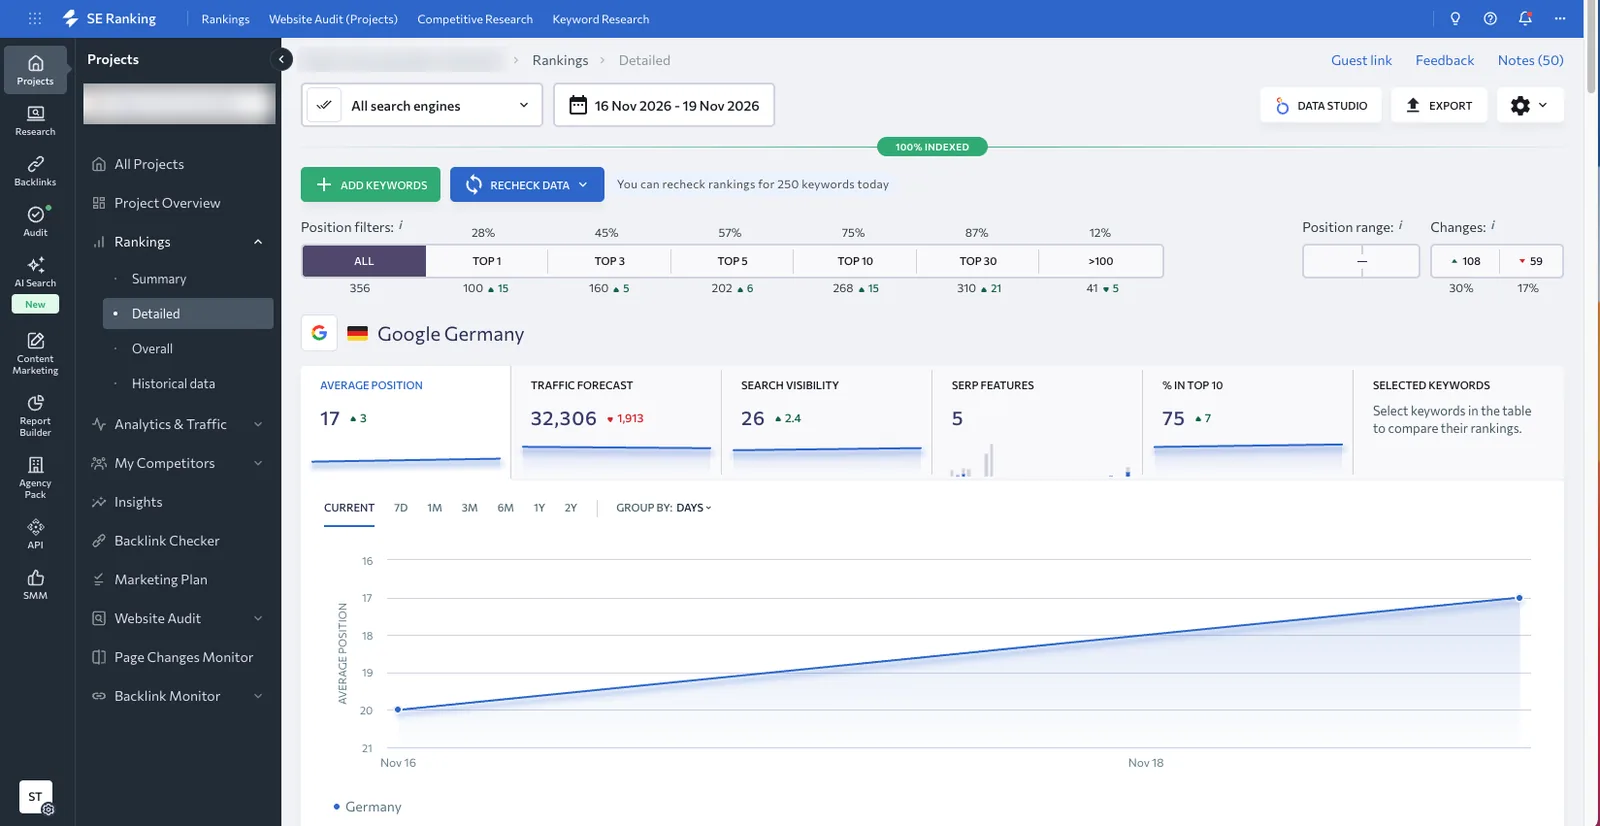 SE Ranking
Rankings
Website Audit (Projects)
Competitive Research
Keyword Research
Projects
Research
Backlinks
Audit
AI Search
New
Content
Marketing
Report
Builder
Agency
Pack
API
SMM
ST
Projects
All Projects
Project Overview
Rankings
Summary
Detailed
Overall
Historical data
Analytics & Traffic
My Competitors
Insights
Backlink Checker
Marketing Plan
Website Audit
Page Changes Monitor
Backlink Monitor
Rankings
Detailed
Guest link
Feedback
Notes (50)
All search engines
16 Nov 2026 - 19 Nov 2026
DATA STUDIO
EXPORT
100% INDEXED
ADD KEYWORDS
RECHECK DATA
You can recheck rankings for 250 keywords today
Position filters: i
28%
45%
57%
75%
87%
12%
ALL
TOP 1
TOP 3
TOP 5
TOP 10
TOP 30
>100
356
100 15
160 5
202 6
268 15
310 21
41 5
Position range: i
—
Changes: i
108
59
30%
17%
Google Germany
AVERAGE POSITION
17 3
TRAFFIC FORECAST
32,306 1,913
SEARCH VISIBILITY
26 2.4
SERP FEATURES
5
% IN TOP 10
75 7
SELECTED KEYWORDS
Select keywords in the table
to compare their rankings.
CURRENT
7D
1M
3M
6M
1Y
2Y
GROUP BY: DAYS
AVERAGE POSITION
16
17
18
19
20
21
Nov 16
Nov 18
Germany